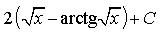 2(√x − arctg√x) + C